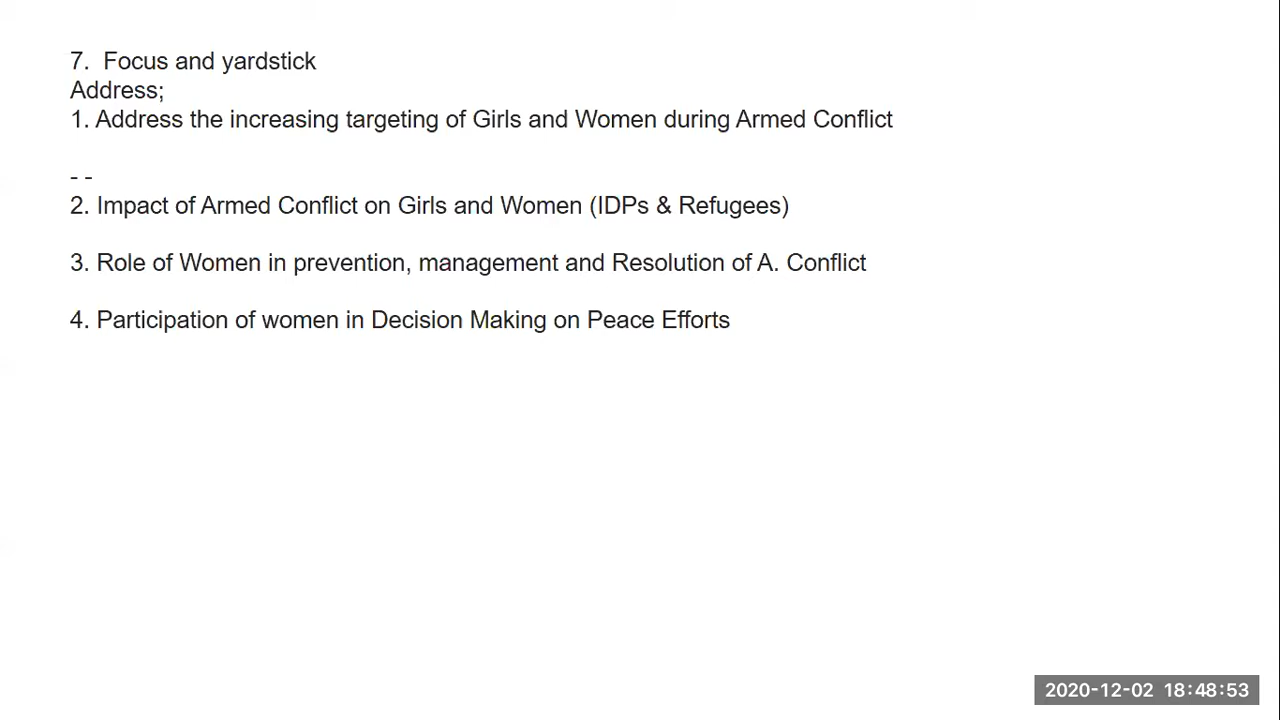 7.  Focus and yardstick
Address;
1. Address the increasing targeting of Girls and Women during Armed Conflict
- -
2. Impact of Armed Conflict on Girls and Women (IDPs & Refugees)
3. Role of Women in prevention, management and Resolution of A. Conflict
4. Participation of women in Decision Making on Peace Efforts
2020-12-02 18:48:53